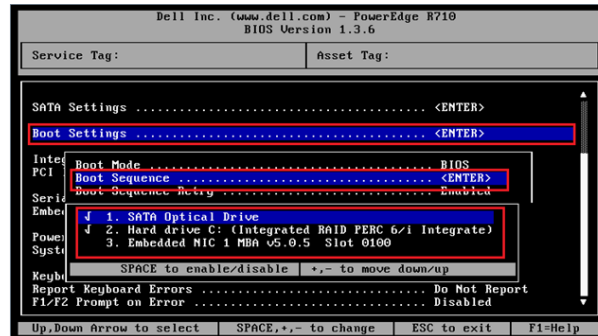 Dell Inc. (www.dell.com) - PowerEdge R710
BIOS Version 1.3.6
Service Tag: Asset Tag:
SATA Settings ...................................... <ENTER>
Boot Settings ...................................... <ENTER>
Integ
PCI
Boot Mode ...................................... BIOS
Boot Sequence ................................. <ENTER>
Boot Sequence Retry ........................... Enabled
Seria
Embed
√ 1. SATA Optical Drive
√ 2. Hard drive C: (Integrated RAID PERC 6/i Integrate)
3. Embedded NIC 1 MBA v5.0.5 Slot 0100
Power
Syst
SPACE to enable/disable +,- to move down/up
Keybo
Report Keyboard Errors ............................. Do Not Report
F1/F2 Prompt on Error .............................. Disabled
Up,Down Arrow to select SPACE,+,- to change ESC to exit F1=Help